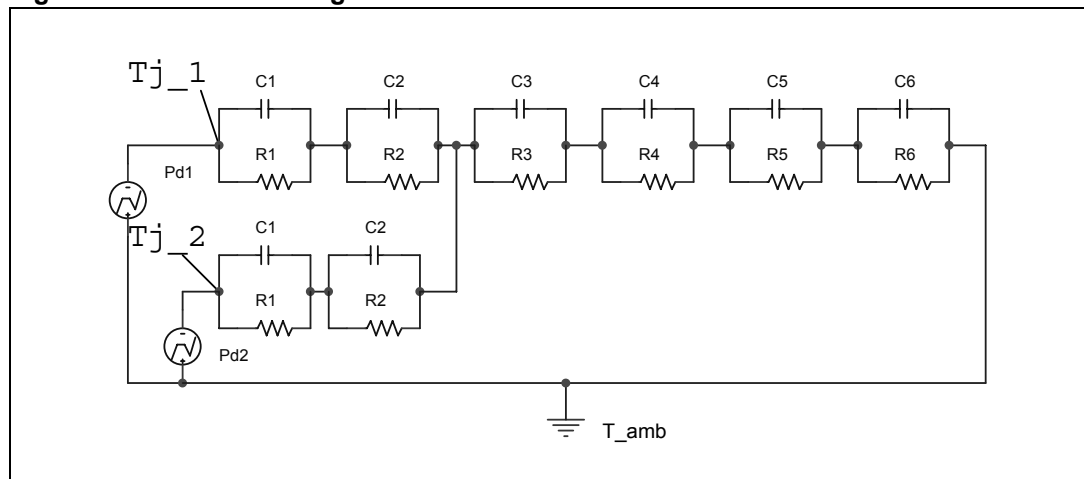 Tj_1
C1 C2 C3 C4 C5 C6
R1 R2 R3 R4 R5 R6
Pd1
Tj_2
C1 C2
R1 R2
Pd2
T_amb